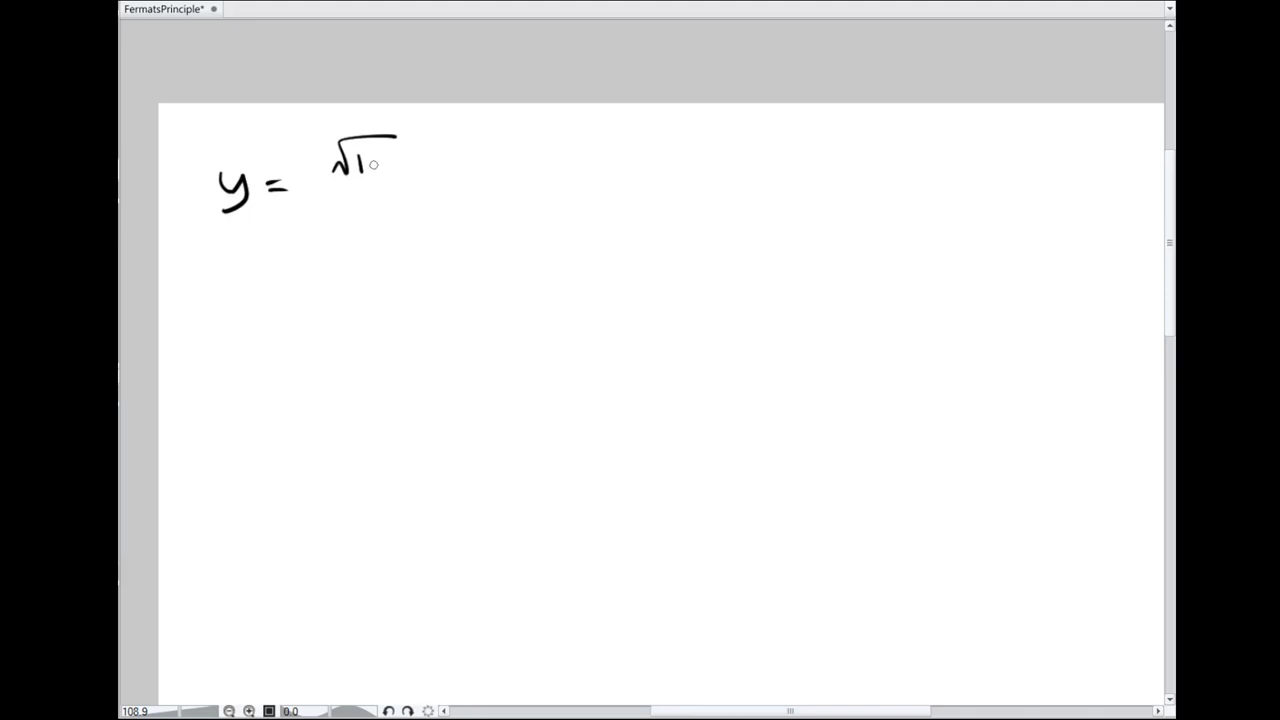 FermatsPrinciple*
y = √1
108.9
0.0